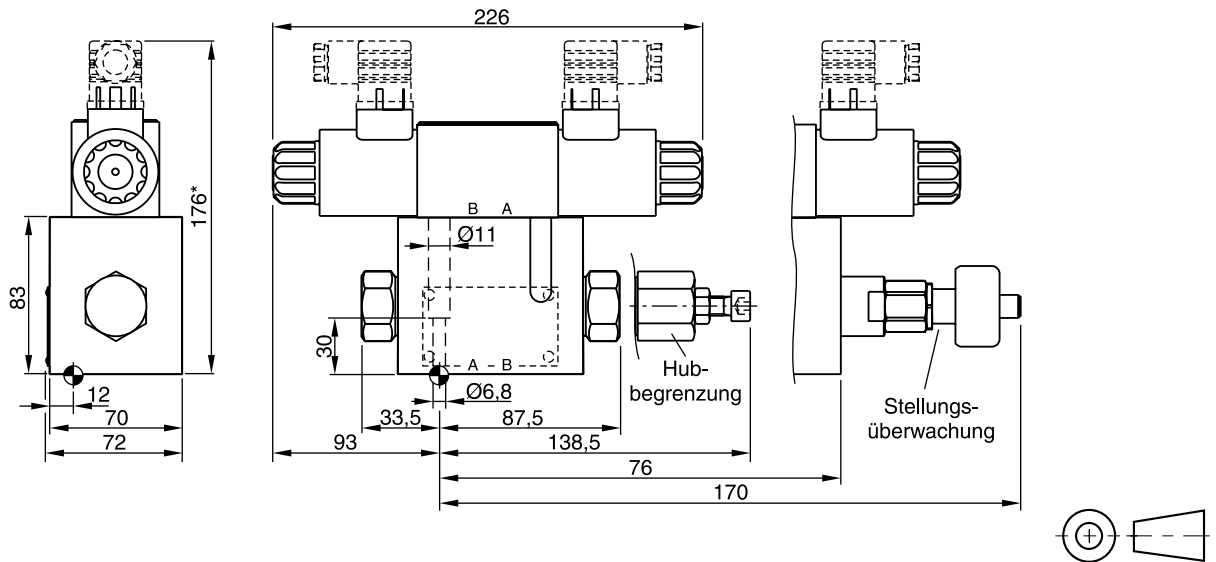 226
176*
B A
Ø11
83
30
A B
Hub-
begrenzung
12
Ø6,8
Stellungs-
überwachung
70
33,5
87,5
72
93
138,5
76
170